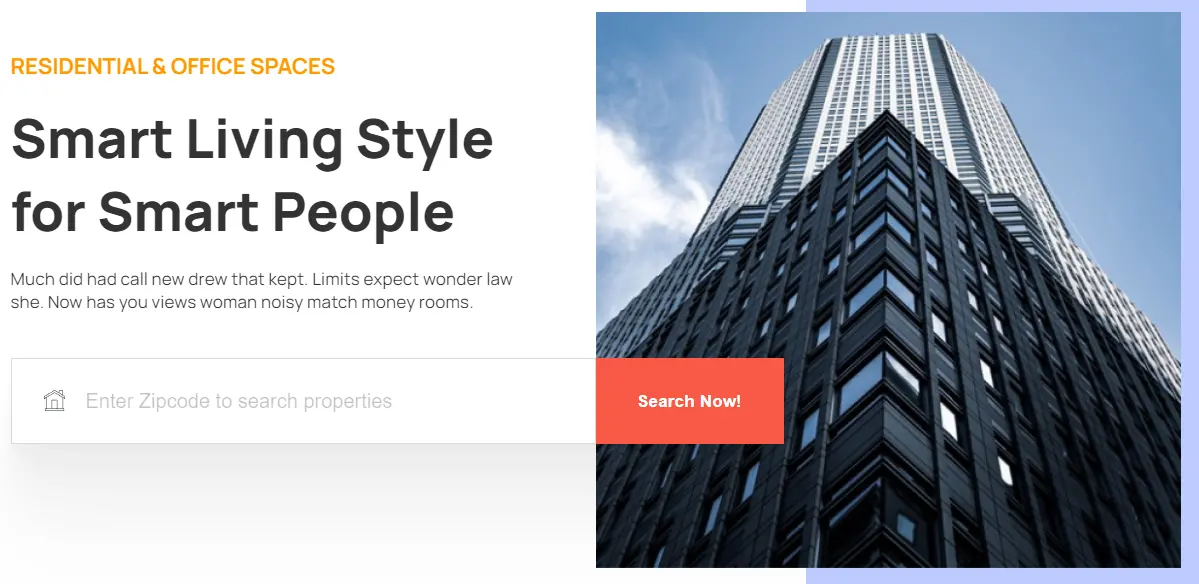 RESIDENTIAL & OFFICE SPACES
Smart Living Style
for Smart People
Much did had call new drew that kept. Limits expect wonder law
she. Now has you views woman noisy match money rooms.
Enter Zipcode to search properties
Search Now!